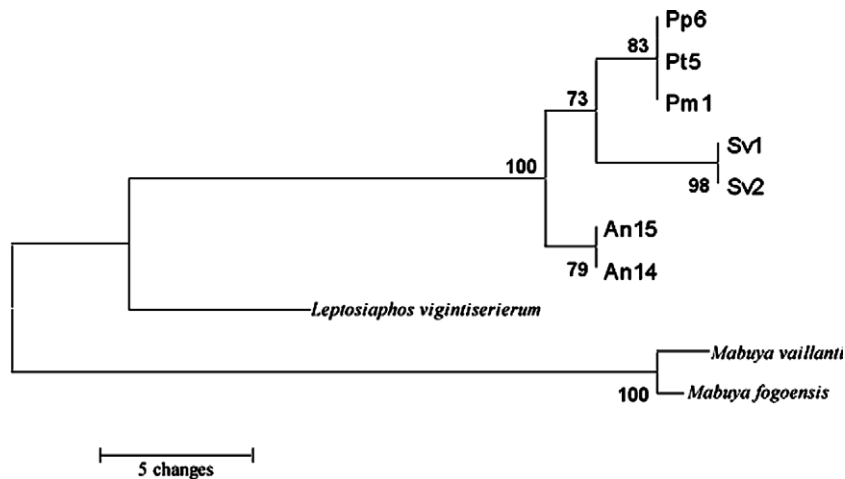 Pp6
83
Pt5
Pm1
73
Sv1
98
Sv2
100
An15
79
An14
Leptosiaphos vigintiserierum
Mabuya vaillanti
100
Mabuya fogoensis
5 changes